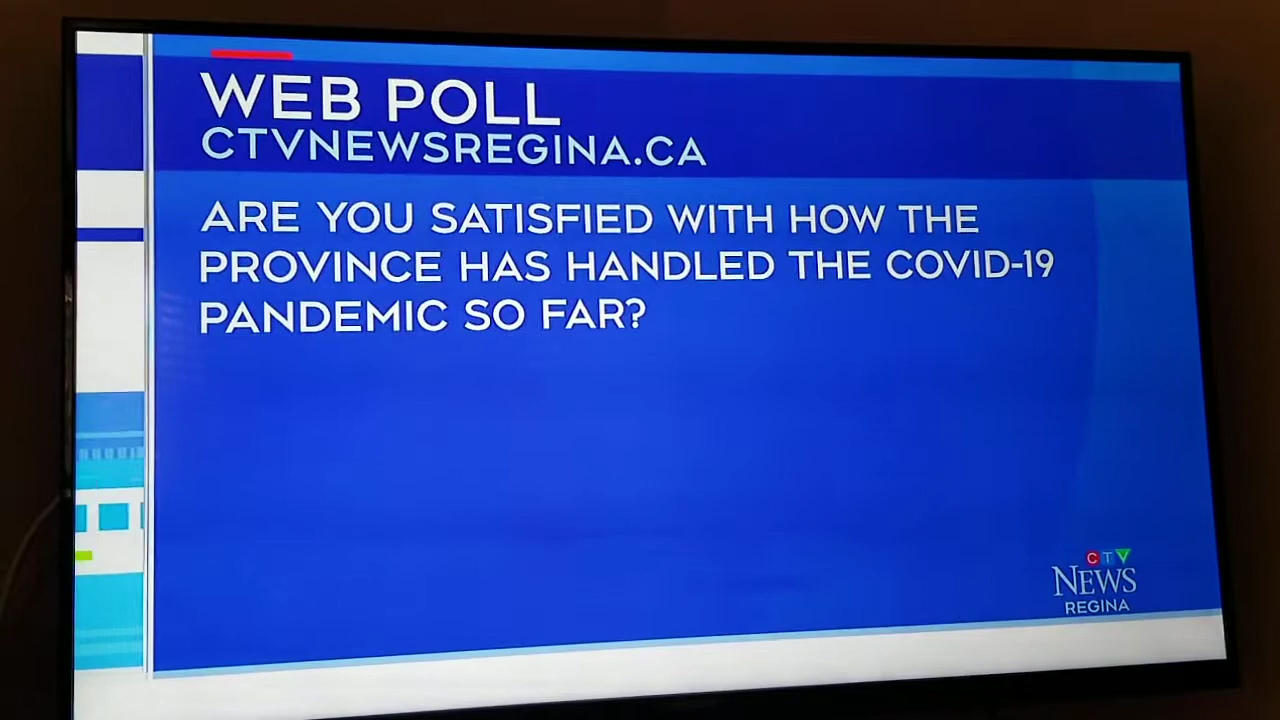 WEB POLL
CTVNEWSREGINA.CA
ARE YOU SATISFIED WITH HOW THE
PROVINCE HAS HANDLED THE COVID-19
PANDEMIC SO FAR?
CTV
NEWS
REGINA